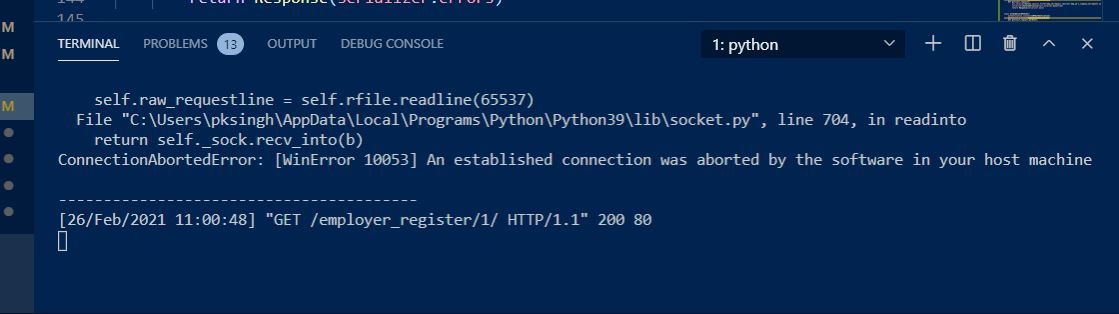 144 return Response(serializer.errors)
145
M
M
M
TERMINAL PROBLEMS 13 OUTPUT DEBUG CONSOLE 1: python
self.raw_requestline = self.rfile.readline(65537)
File "C:\Users\pksingh\AppData\Local\Programs\Python\Python39\lib\socket.py", line 704, in readinto
return self._sock.recv_into(b)
ConnectionAbortedError: [WinError 10053] An established connection was aborted by the software in your host machine
----------------------------------------
[26/Feb/2021 11:00:48] "GET /employer_register/1/ HTTP/1.1" 200 80